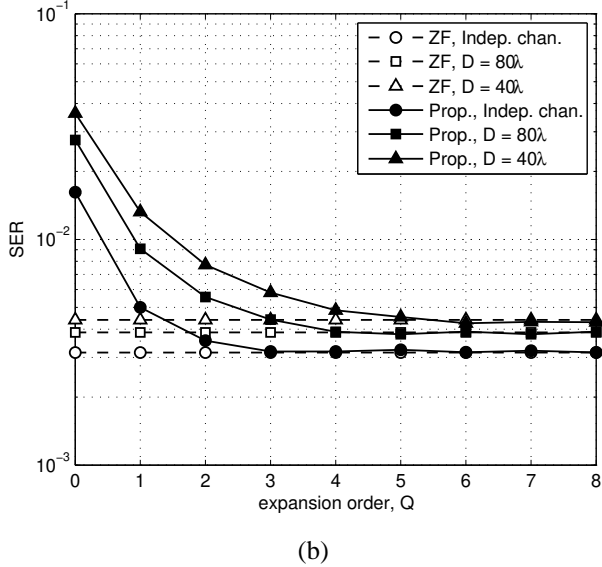 10⁻¹
ZF, Indep. chan.
ZF, D = 80λ
ZF, D = 40λ
Prop., Indep. chan.
Prop., D = 80λ
Prop., D = 40λ
10⁻²
SER
10⁻³
0 1 2 3 4 5 6 7 8
expansion order, Q
(b)